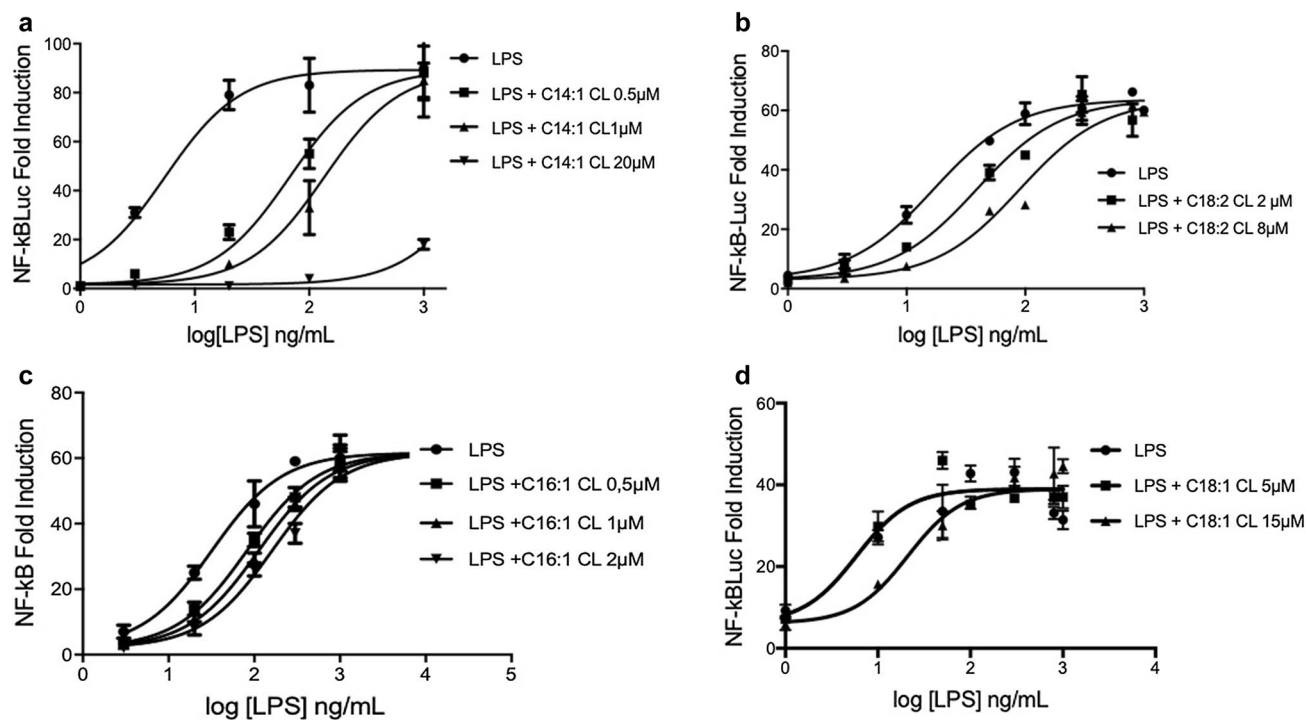 a
NF-kBLuc Fold Induction
100
80
60
40
20
0
0 1 2 3
log[LPS] ng/mL
LPS
LPS + C14:1 CL 0.5µM
LPS + C14:1 CL1µM
LPS + C14:1 CL 20µM
b
NF-kB-Luc Fold Induction
80
60
40
20
0
0 1 2 3
log [LPS] ng/mL
LPS
LPS + C18:2 CL 2 µM
LPS + C18:2 CL 8µM
c
NF-kB Fold Induction
80
60
40
20
0
0 1 2 3 4 5
log [LPS] ng/mL
LPS
LPS +C16:1 CL 0,5µM
LPS +C16:1 CL 1µM
LPS +C16:1 CL 2µM
d
NF-kBLuc Fold Induction
60
40
20
0
0 1 2 3 4
log [LPS] ng/mL
LPS
LPS + C18:1 CL 5µM
LPS + C18:1 CL 15µM